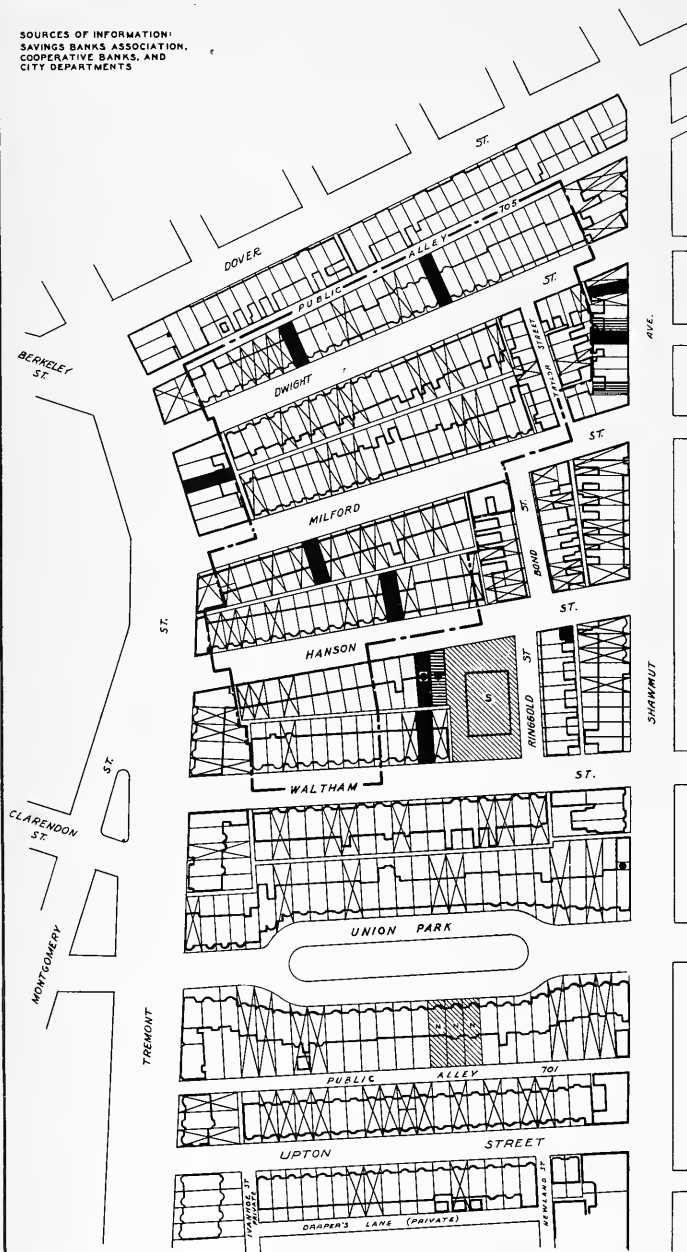 SOURCES OF INFORMATION:
SAVINGS BANKS ASSOCIATION,
COOPERATIVE BANKS, AND
CITY DEPARTMENTS
ST.
DOVER
PUBLIC ALLEY 705
AVE.
BERKELEY
ST.
ST.
DWIGHT
TAYLOR STREET
ST.
MILFORD
ST.
BOND
ST.
ST.
HANSON
ST
RINGGOLD
S
SHAWMUT
ST.
WALTHAM
ST.
CLARENDON
ST.
UNION PARK
MONTGOMERY
TREMONT
PUBLIC ALLEY 701
UPTON STREET
IVANHOE ST
PRIVATE
NEWLAND ST.
DRAPER'S LANE (PRIVATE)